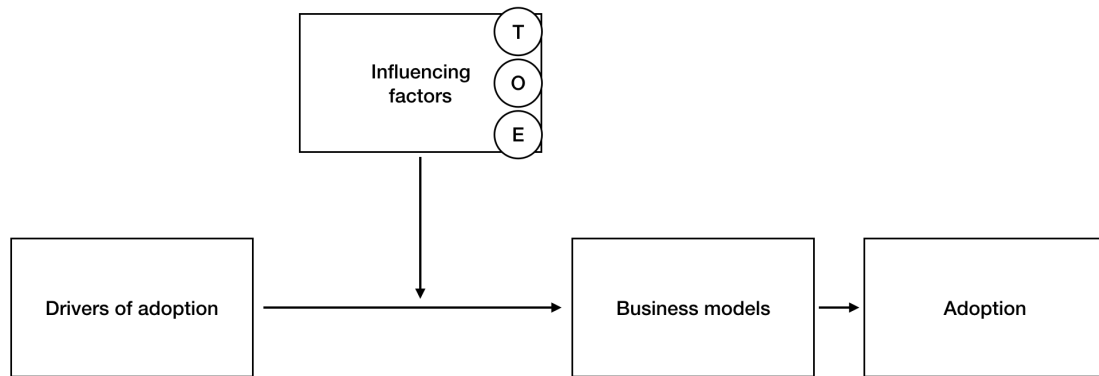 T
Influencing
factors
O
E
Drivers of adoption
Business models
Adoption